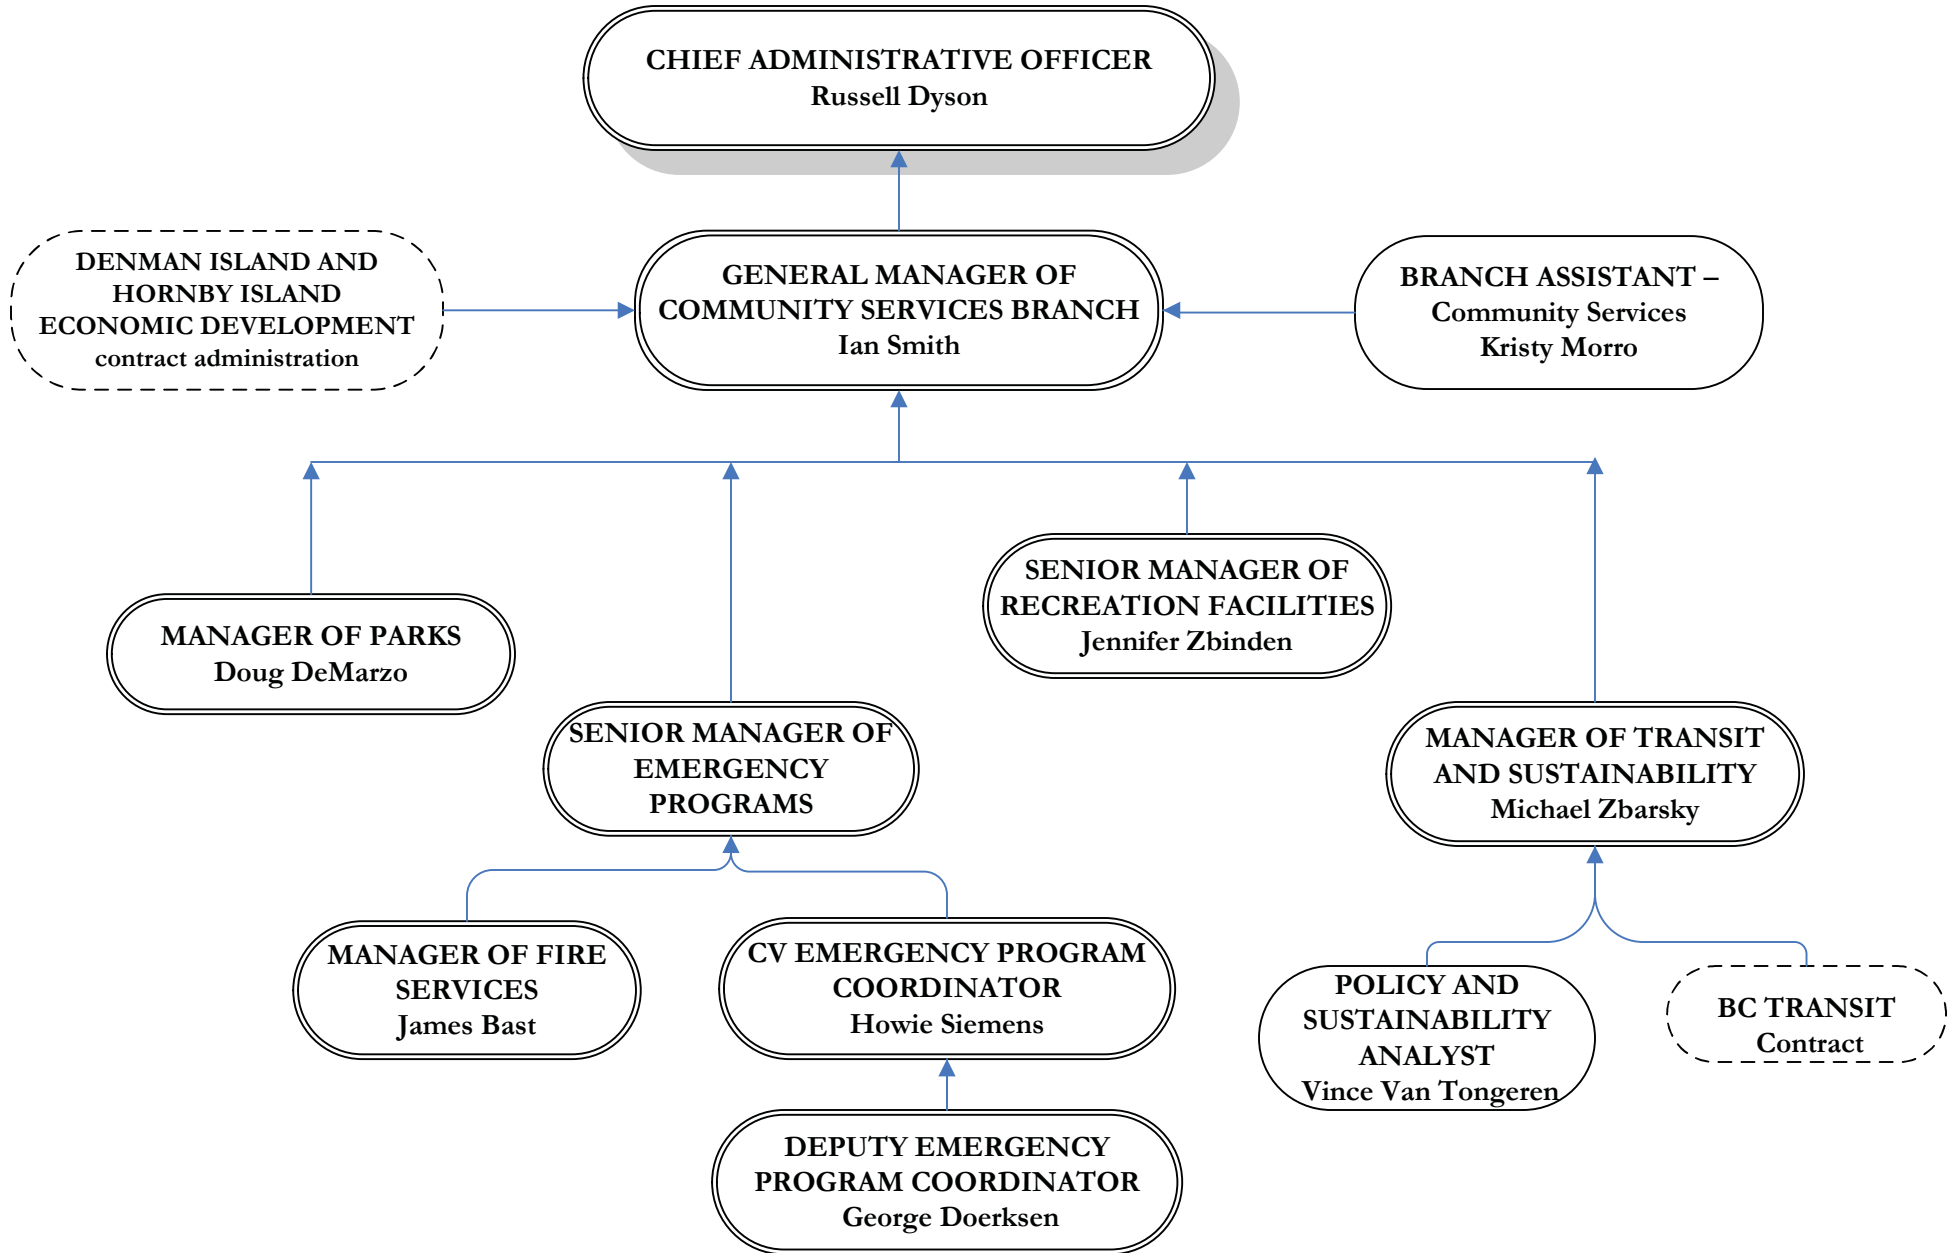 CHIEF ADMINISTRATIVE OFFICER
Russell Dyson
DENMAN ISLAND AND
HORNBY ISLAND
ECONOMIC DEVELOPMENT
contract administration
GENERAL MANAGER OF
COMMUNITY SERVICES BRANCH
Ian Smith
BRANCH ASSISTANT –
Community Services
Kristy Morro
MANAGER OF PARKS
Doug DeMarzo
SENIOR MANAGER OF
EMERGENCY
PROGRAMS
SENIOR MANAGER OF
RECREATION FACILITIES
Jennifer Zbinden
MANAGER OF TRANSIT
AND SUSTAINABILITY
Michael Zbarsky
MANAGER OF FIRE
SERVICES
James Bast
CV EMERGENCY PROGRAM
COORDINATOR
Howie Siemens
POLICY AND
SUSTAINABILITY
ANALYST
Vince Van Tongeren
BC TRANSIT
Contract
DEPUTY EMERGENCY
PROGRAM COORDINATOR
George Doerksen